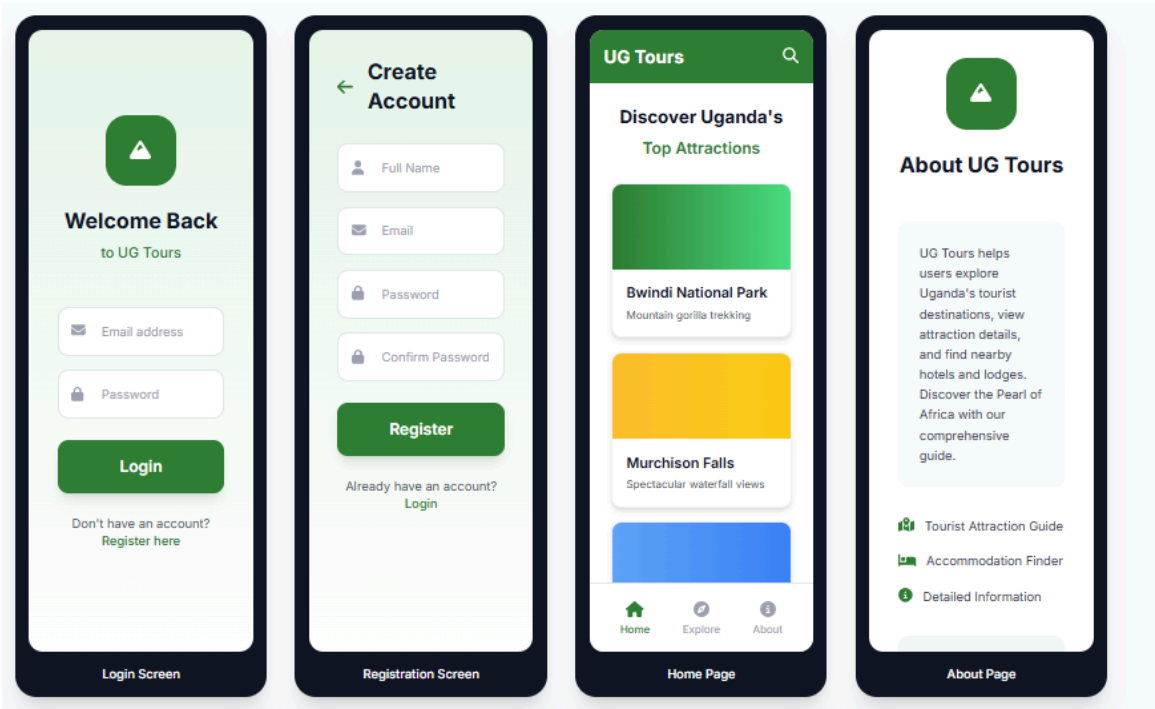 Welcome Back
to UG Tours
Email address
Password
Login
Don't have an account?
Register here
Login Screen
Create
Account
Full Name
Email
Password
Confirm Password
Register
Already have an account?
Login
Registration Screen
UG Tours
Discover Uganda's
Top Attractions
Bwindi National Park
Mountain gorilla trekking
Murchison Falls
Spectacular waterfall views
Home
Explore
About
Home Page
About UG Tours
UG Tours helps
users explore
Uganda's tourist
destinations, view
attraction details,
and find nearby
hotels and lodges.
Discover the Pearl of
Africa with our
comprehensive
guide.
Tourist Attraction Guide
Accommodation Finder
Detailed Information
About Page